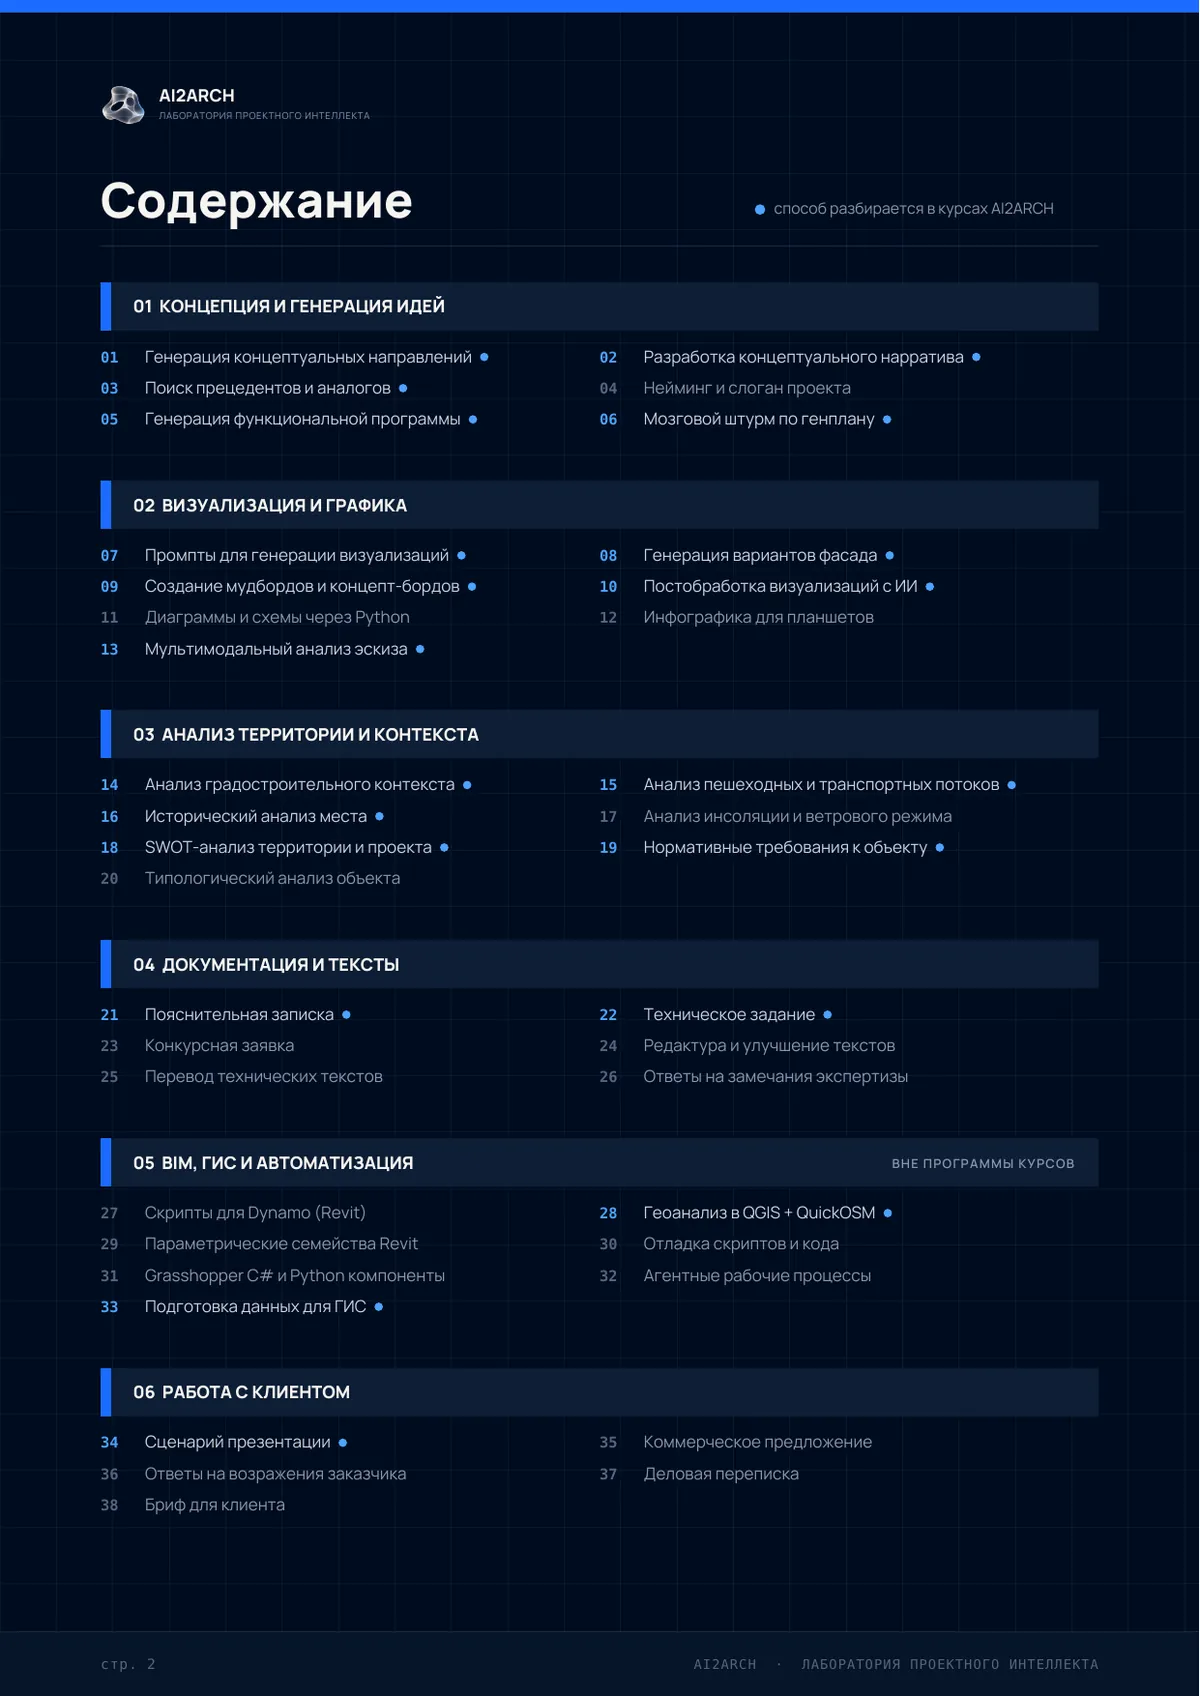 AI2ARCH
ЛАБОРАТОРИЯ ПРОЕКТНОГО ИНТЕЛЛЕКТА
Содержание
способ разбирается в курсах AI2ARCH
01 КОНЦЕПЦИЯ И ГЕНЕРАЦИЯ ИДЕЙ
01 Генерация концептуальных направлений
02 Разработка концептуального нарратива
03 Поиск прецедентов и аналогов
04 Нейминг и слоган проекта
05 Генерация функциональной программы
06 Мозговой штурм по генплану
02 ВИЗУАЛИЗАЦИЯ И ГРАФИКА
07 Промпты для генерации визуализаций
08 Генерация вариантов фасада
09 Создание мудбордов и концепт-бордов
10 Постобработка визуализаций с ИИ
11 Диаграммы и схемы через Python
12 Инфографика для планшетов
13 Мультимодальный анализ эскиза
03 АНАЛИЗ ТЕРРИТОРИИ И КОНТЕКСТА
14 Анализ градостроительного контекста
15 Анализ пешеходных и транспортных потоков
16 Исторический анализ места
17 Анализ инсоляции и ветрового режима
18 SWOT-анализ территории и проекта
19 Нормативные требования к объекту
20 Типологический анализ объекта
04 ДОКУМЕНТАЦИЯ И ТЕКСТЫ
21 Пояснительная записка
22 Техническое задание
23 Конкурсная заявка
24 Редактура и улучшение текстов
25 Перевод технических текстов
26 Ответы на замечания экспертизы
05 BIM, ГИС И АВТОМАТИЗАЦИЯ
ВНЕ ПРОГРАММЫ КУРСОВ
27 Скрипты для Dynamo (Revit)
28 Геоанализ в QGIS + QuickOSM
29 Параметрические семейства Revit
30 Отладка скриптов и кода
31 Grasshopper C# и Python компоненты
32 Агентные рабочие процессы
33 Подготовка данных для ГИС
06 РАБОТА С КЛИЕНТОМ
34 Сценарий презентации
35 Коммерческое предложение
36 Ответы на возражения заказчика
37 Деловая переписка
38 Бриф для клиента
стр. 2
AI2ARCH · ЛАБОРАТОРИЯ ПРОЕКТНОГО ИНТЕЛЛЕКТА